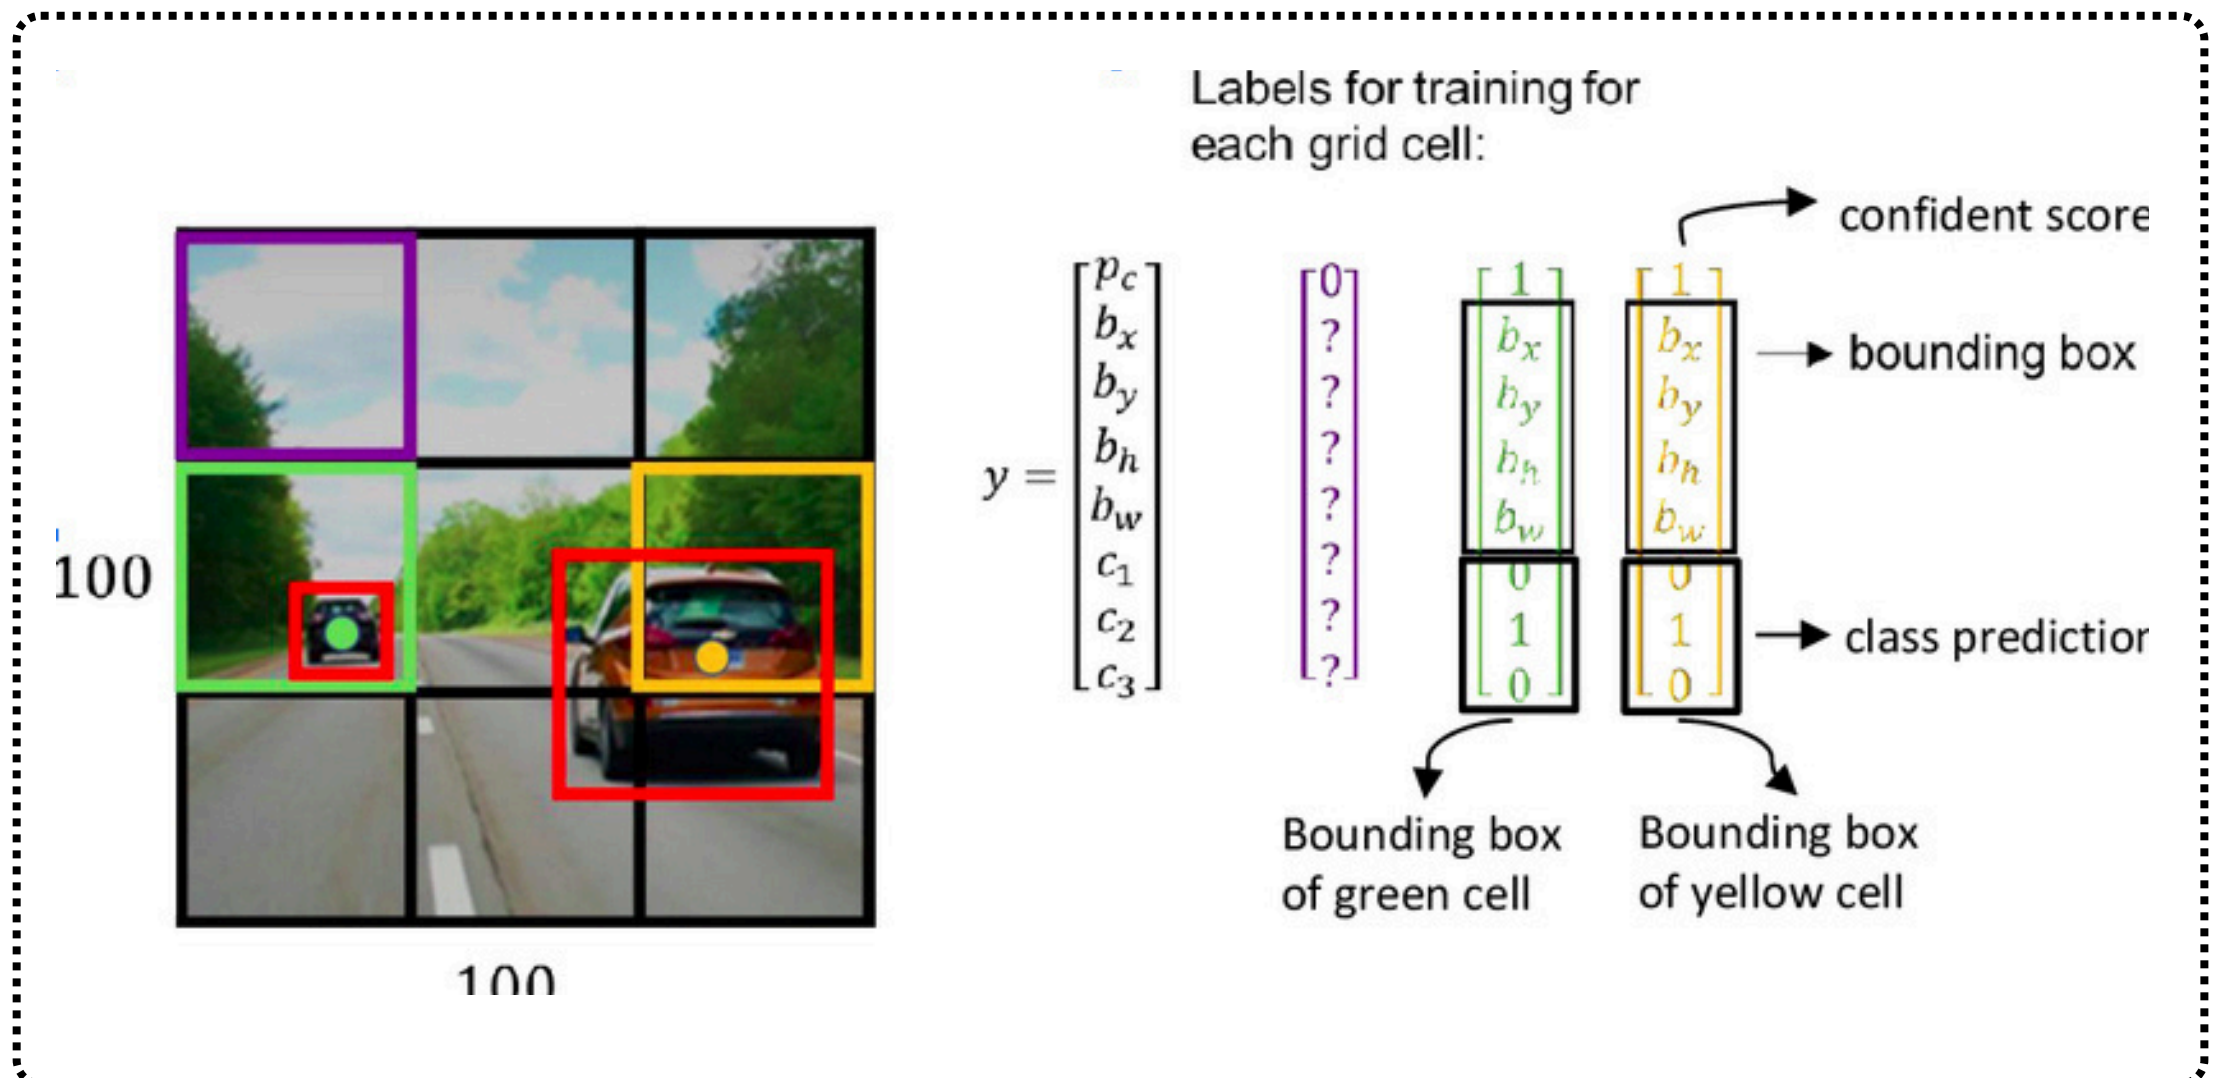 Labels for training for
each grid cell:
confident score
bounding box
class prediction
y =
p_c
b_x
b_y
b_h
b_w
c_1
c_2
c_3
0
?
?
?
?
?
?
?
1
b_x
b_y
b_h
b_w
0
1
0
1
b_x
b_y
b_h
b_w
0
1
0
100
100
Bounding box
of green cell
Bounding box
of yellow cell